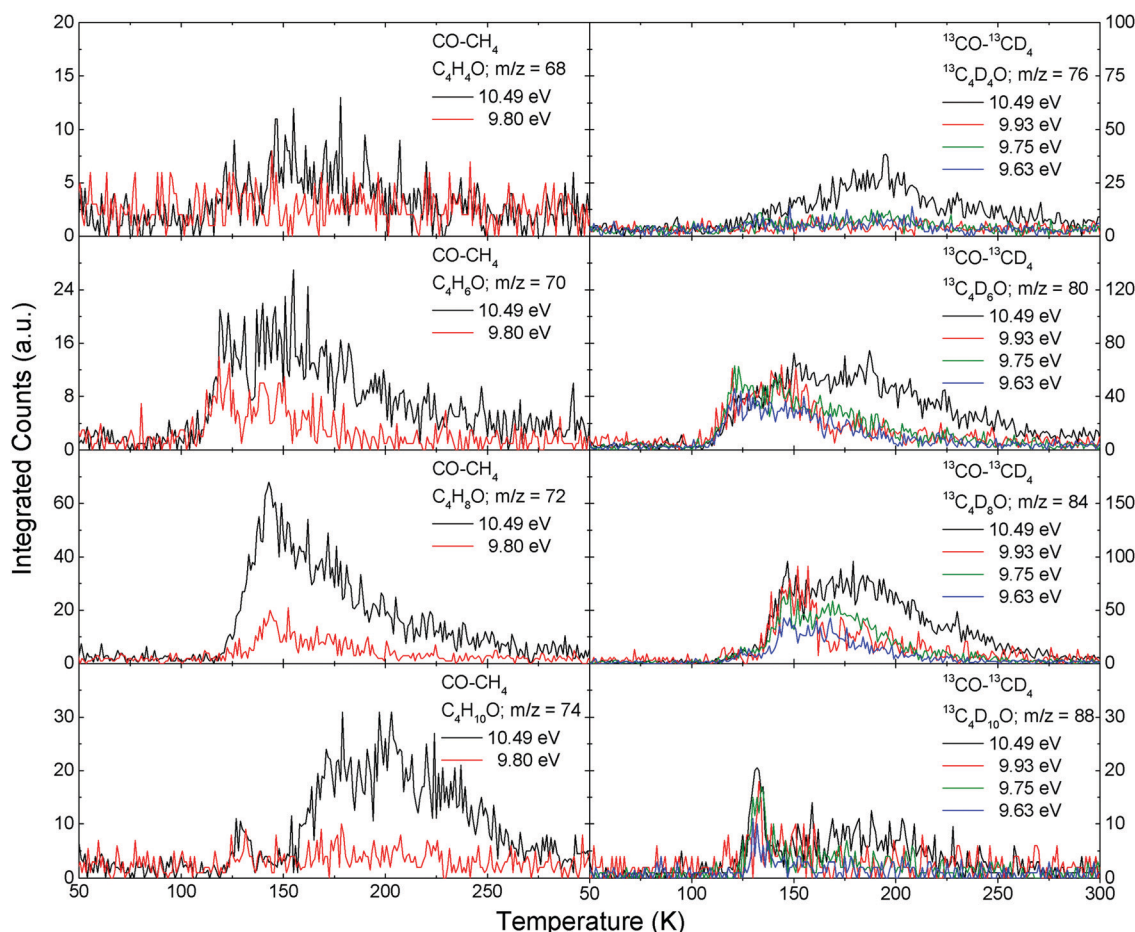 Integrated Counts (a.u.)
20
15
10
5
0
CO-CH₄
C₄H₄O; m/z = 68
10.49 eV
9.80 eV
100
75
50
25
0
¹³CO-¹³CD₄
¹³C₄D₄O; m/z = 76
10.49 eV
9.93 eV
9.75 eV
9.63 eV
24
16
8
0
CO-CH₄
C₄H₆O; m/z = 70
10.49 eV
9.80 eV
120
80
40
0
¹³CO-¹³CD₄
¹³C₄D₆O; m/z = 80
10.49 eV
9.93 eV
9.75 eV
9.63 eV
60
40
20
0
CO-CH₄
C₄H₈O; m/z = 72
10.49 eV
9.80 eV
150
100
50
0
¹³CO-¹³CD₄
¹³C₄D₈O; m/z = 84
10.49 eV
9.93 eV
9.75 eV
9.63 eV
30
20
10
0
CO-CH₄
C₄H₁₀O; m/z = 74
10.49 eV
9.80 eV
30
20
10
0
¹³CO-¹³CD₄
¹³C₄D₁₀O; m/z = 88
10.49 eV
9.93 eV
9.75 eV
9.63 eV
50 100 150 200 250 50 100 150 200 250 300
Temperature (K)